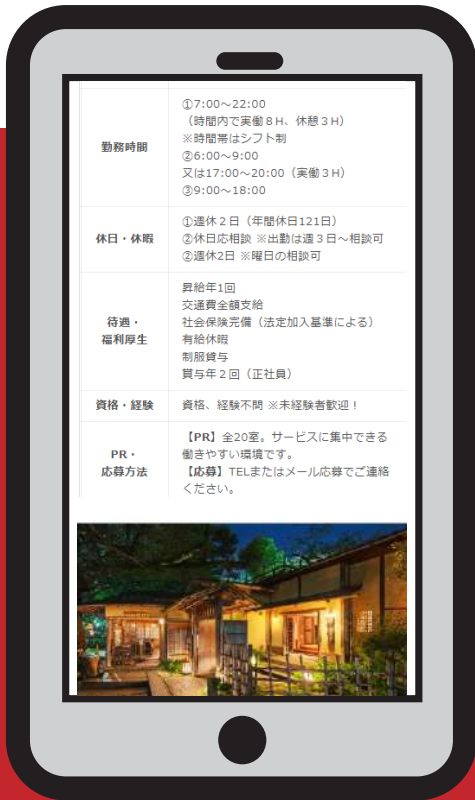 勤務時間
①7:00～22:00
（時間内で実働８H、休憩３H）
※時間帯はシフト制
②6:00～9:00
又は17:00～20:00（実働３H）
③9:00～18:00
休日・休暇
①週休２日（年間休日121日）
②休日応相談 ※出勤は週３日～相談可
②週休2日 ※曜日の相談可
待遇・
福利厚生
昇給年1回
交通費全額支給
社会保険完備（法定加入基準による）
有給休暇
制服貸与
賞与年２回（正社員）
資格・経験
資格、経験不問 ※未経験者歓迎！
PR・
応募方法
【PR】全20室。サービスに集中できる
働きやすい環境です。
【応募】TELまたはメール応募でご連絡
ください。